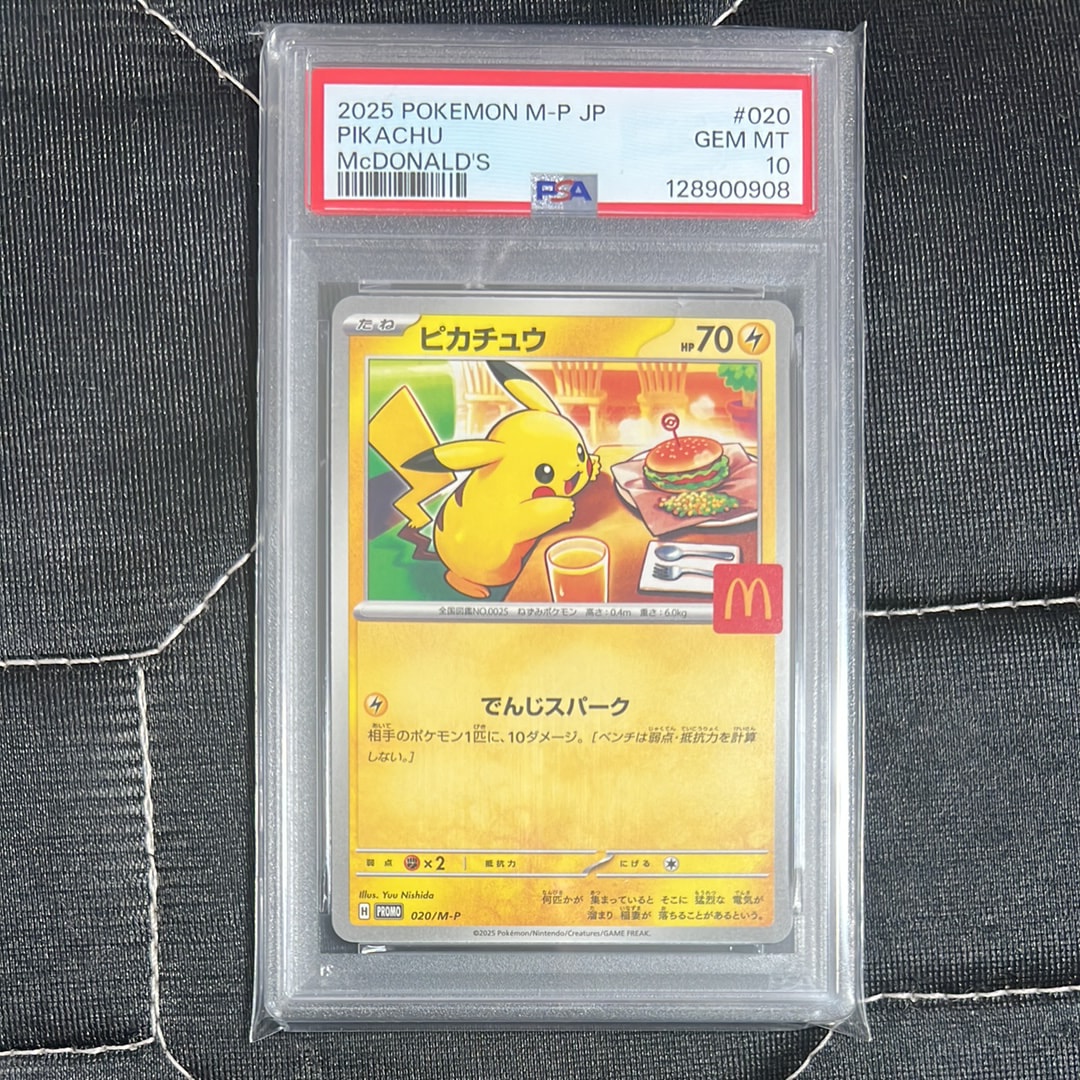 2025 POKEMON M-P JP #020
PIKACHU GEM MT
McDONALD'S 10
PSA 128900908
たね ピカチュウ HP 70
全国図鑑NO.0025 ねずみポケモン 高さ:0.4m 重さ:6.0kg
でんじスパーク
相手のポケモン1匹に、10ダメージ。[ベンチは弱点・抵抗力を計算
しない。]
弱点 ×2 抵抗力 にげる
Illus. Yuu Nishida
何匹かが 集まっていると そこに 猛烈な 電気が
溜まり 稲妻が 落ちることがあるという。
H PROMO 020/M-P
©2025 Pokémon/Nintendo/Creatures/GAME FREAK.